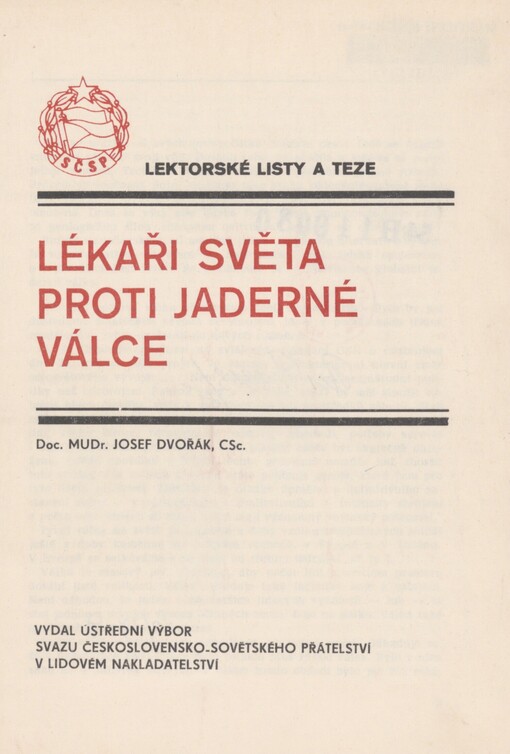 SČSP
LEKTORSKÉ LISTY A TEZE
LÉKAŘI SVĚTA
PROTI JADERNÉ
VÁLCE
Doc. MUDr. JOSEF DVOŘÁK, CSc.
VYDAL ÚSTŘEDNÍ VÝBOR
SVAZU ČESKOSLOVENSKO-SOVĚTSKÉHO PŘÁTELSTVÍ
V LIDOVÉM NAKLADATELSTVÍ